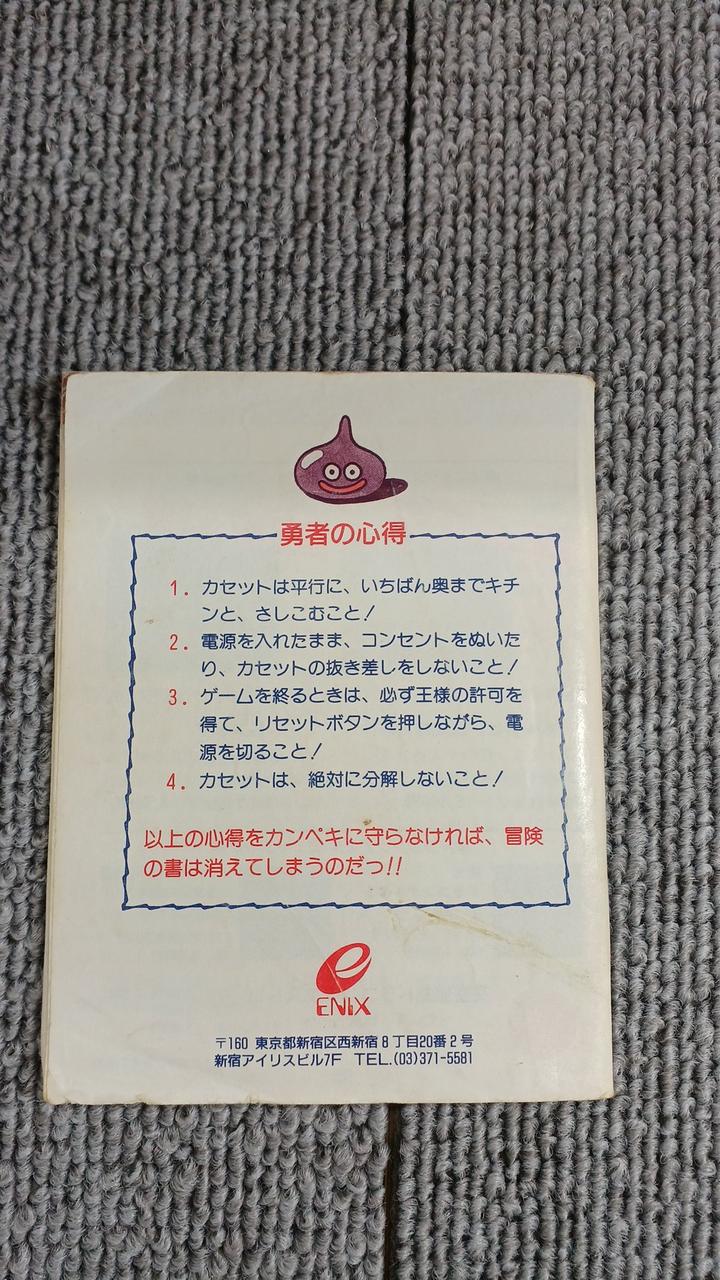 勇者の心得
1. カセットは平行に、いちばん奥までキチ
ンと、さしこむこと！
2. 電源を入れたまま、コンセントをぬいた
り、カセットの抜き差しをしないこと！
3. ゲームを終るときは、必ず王様の許可を
得て、リセットボタンを押しながら、電
源を切ること！
4. カセットは、絶対に分解しないこと！
以上の心得をカンペキに守らなければ、冒険
の書は消えてしまうのだっ!!
ENIX
〒160 東京都新宿区西新宿8丁目20番2号
新宿アイリスビル7F TEL.(03)371-5581